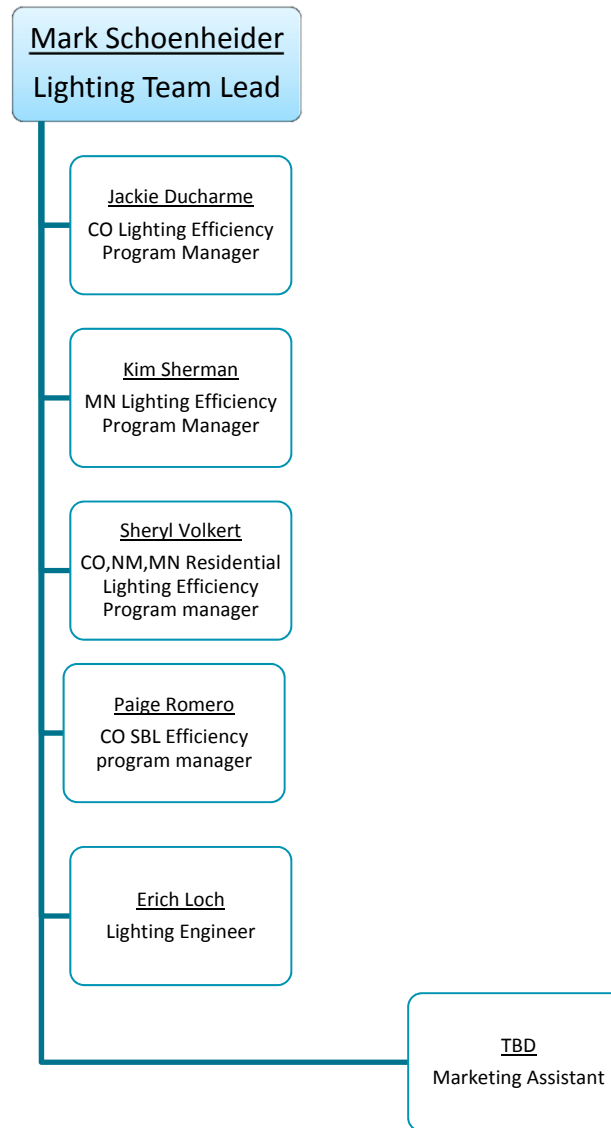 Mark Schoenheider
Lighting Team Lead
Jackie Ducharme
CO Lighting Efficiency
Program Manager
Kim Sherman
MN Lighting Efficiency
Program Manager
Sheryl Volkert
CO,NM,MN Residential
Lighting Efficiency
Program manager
Paige Romero
CO SBL Efficiency
program manager
Erich Loch
Lighting Engineer
TBD
Marketing Assistant